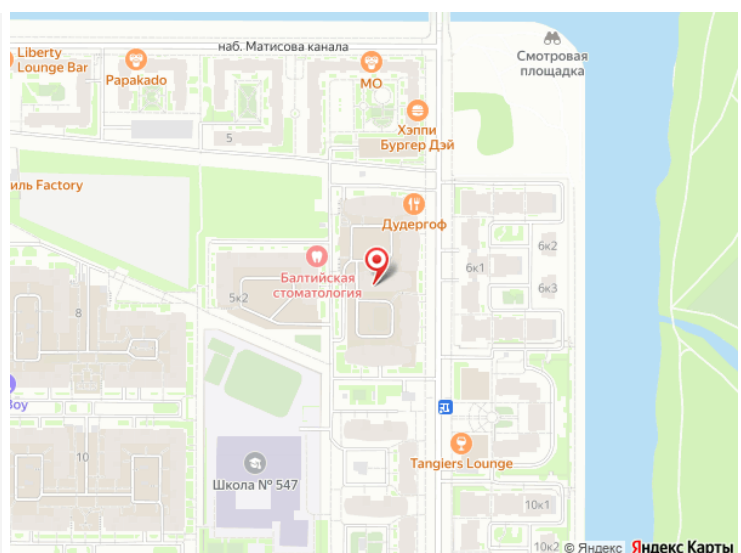 наб. Матисова канала
Liberty
Lounge Bar
Papakado
МО
Смотровая
площадка
5
Хэппи
Бургер Дэй
иль Factory
Дудергоф
6к2
6к1
6к3
Балтийская
стоматология
5к2
8
Boy
10
Школа № 547
Tangiers Lounge
10к1
10к2
© Яндекс Яндекс Карты